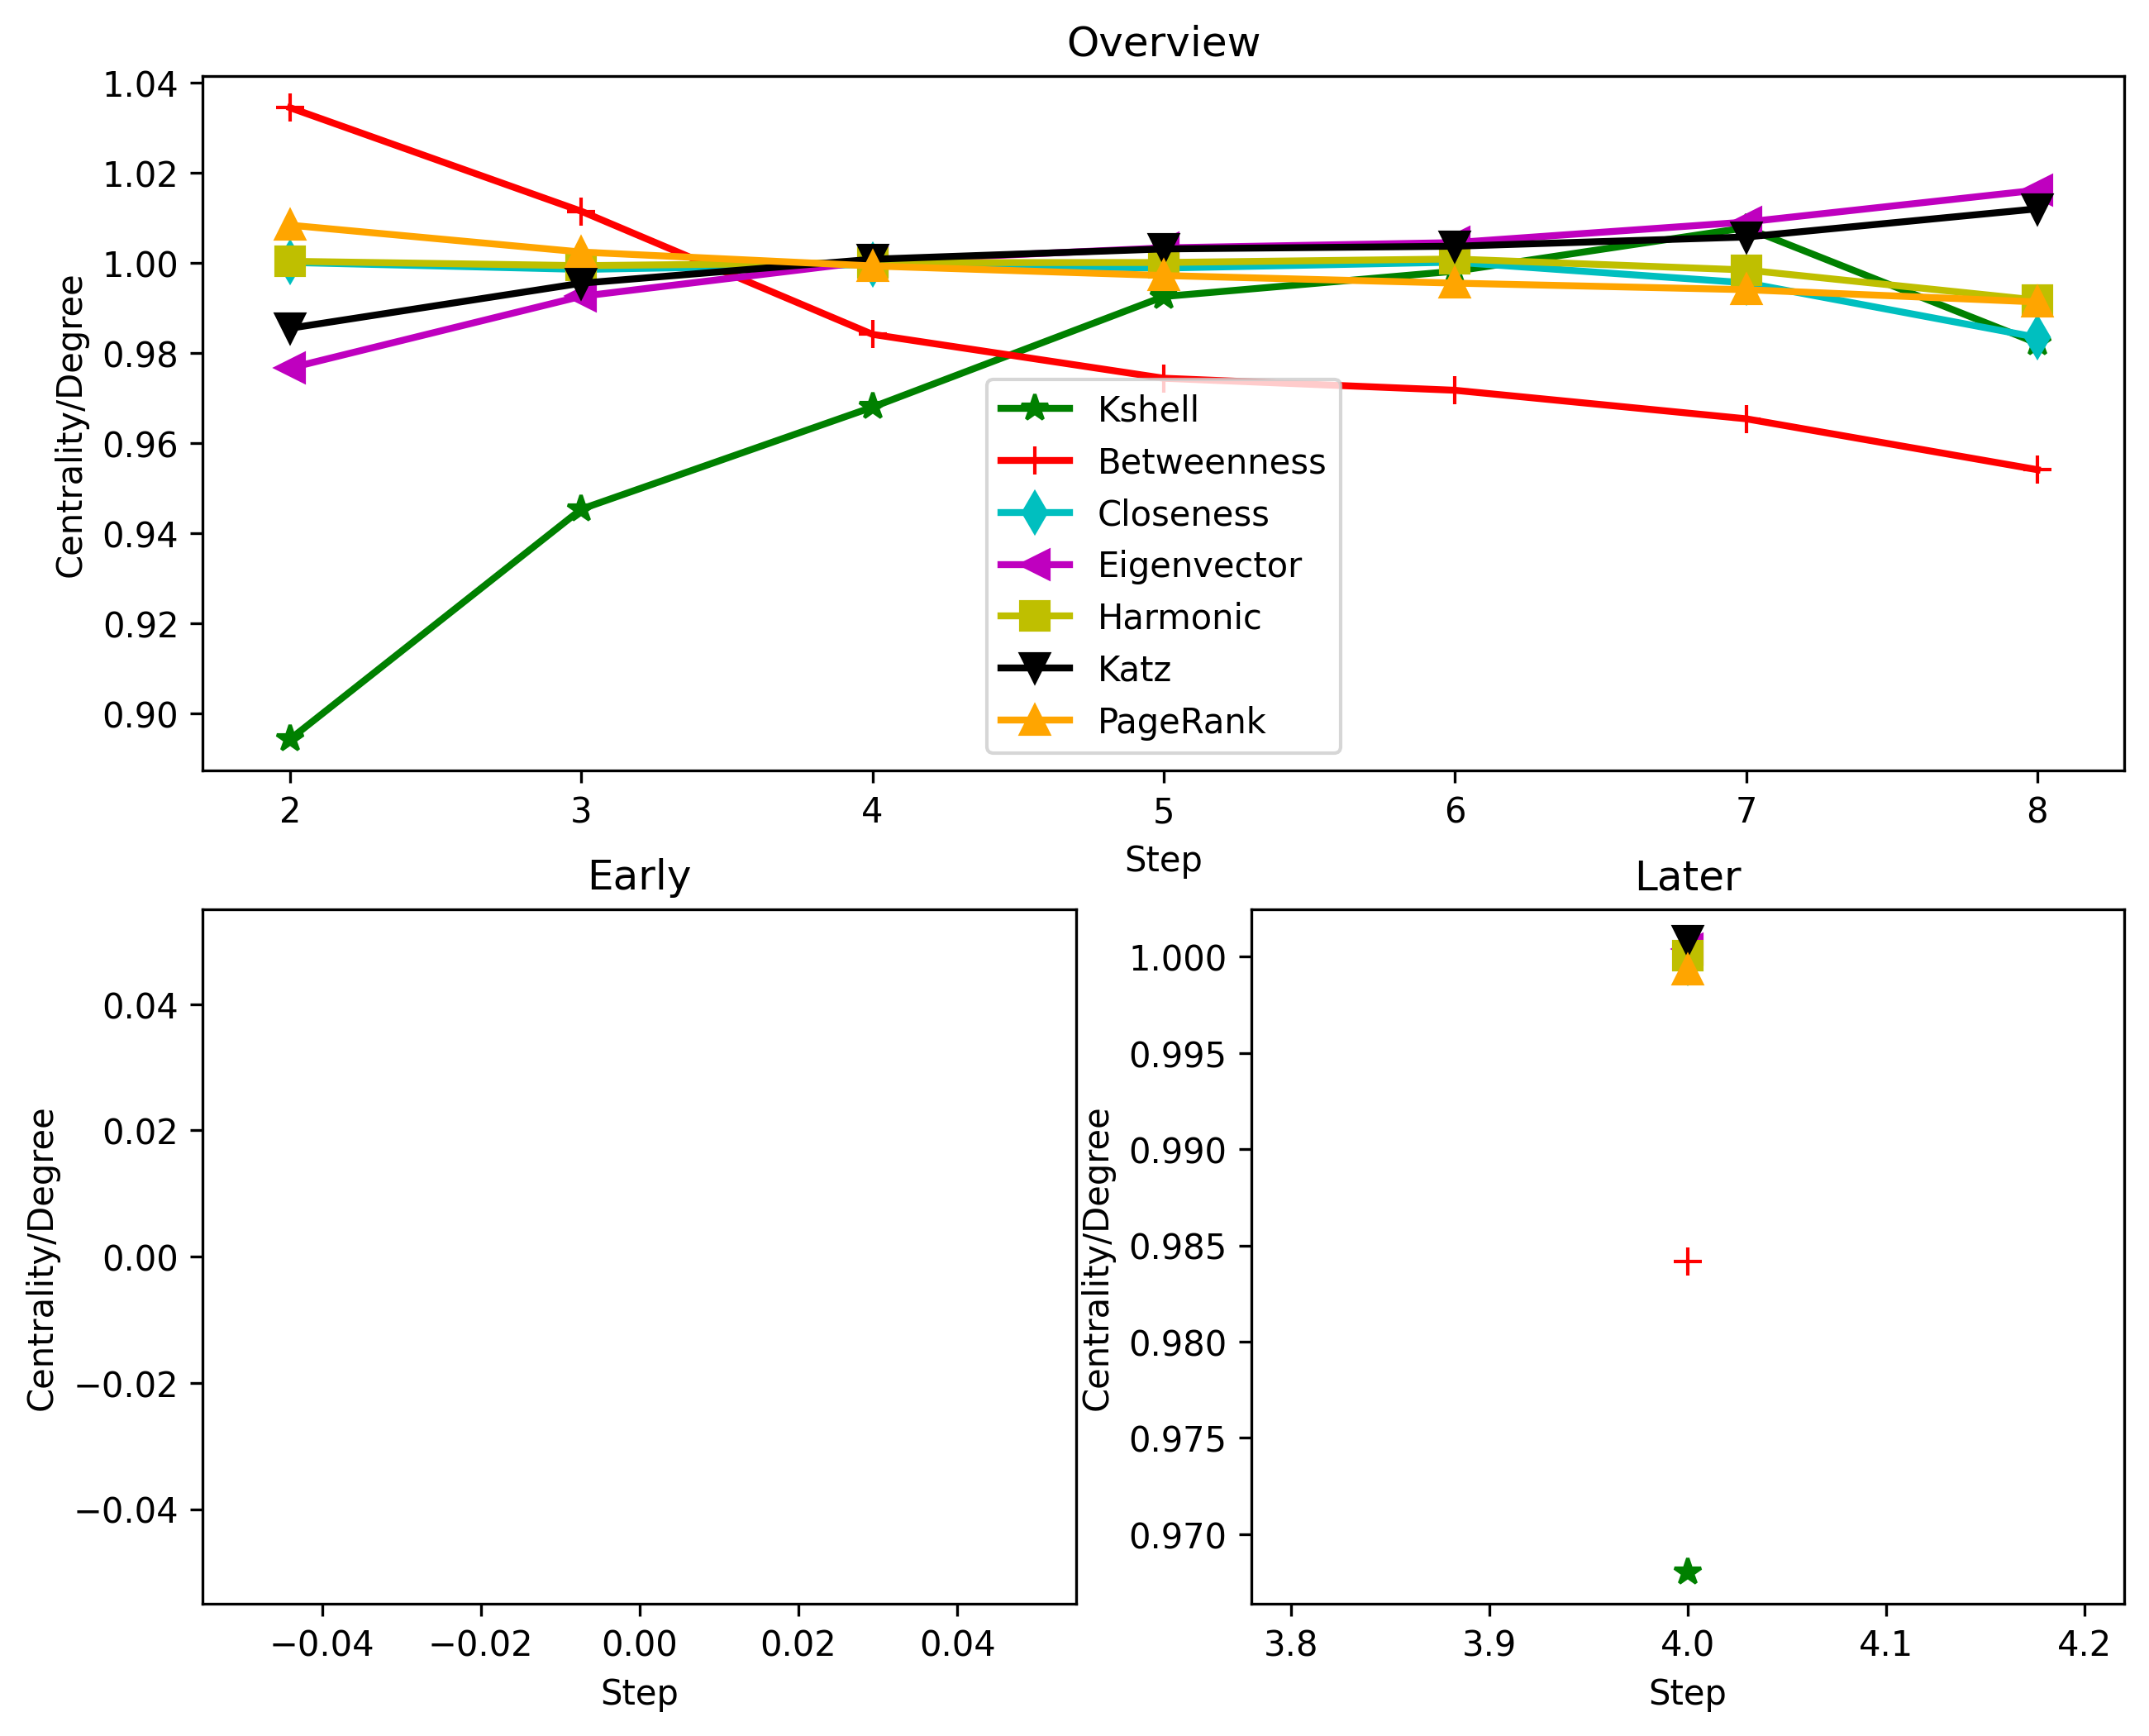 Overview
Centrality/Degree
1.04
1.02
1.00
0.98
0.96
0.94
0.92
0.90
Kshell
Betweenness
Closeness
Eigenvector
Harmonic
Katz
PageRank
2 3 4 5 6 7 8
Step
Early
Centrality/Degree
0.04
0.02
0.00
−0.02
−0.04
−0.04 −0.02 0.00 0.02 0.04
Step
Later
Centrality/Degree
1.000
0.995
0.990
0.985
0.980
0.975
0.970
3.8 3.9 4.0 4.1 4.2
Step